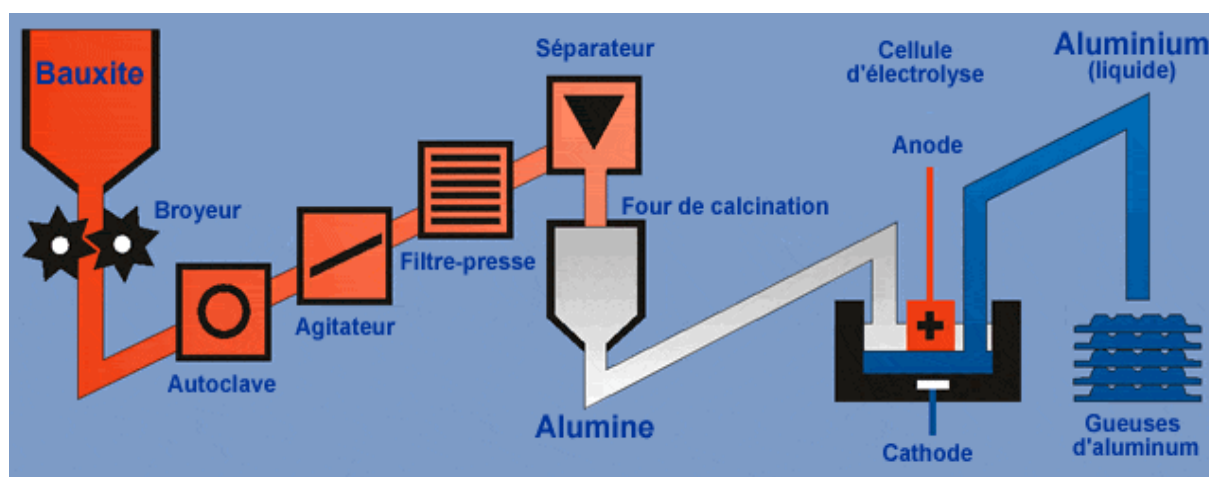 Bauxite
Broyeur
Autoclave
Agitateur
Filtre-presse
Séparateur
Four de calcination
Alumine
Cellule
d'électrolyse
Anode
Cathode
Aluminium
(liquide)
Gueuses
d'aluminum